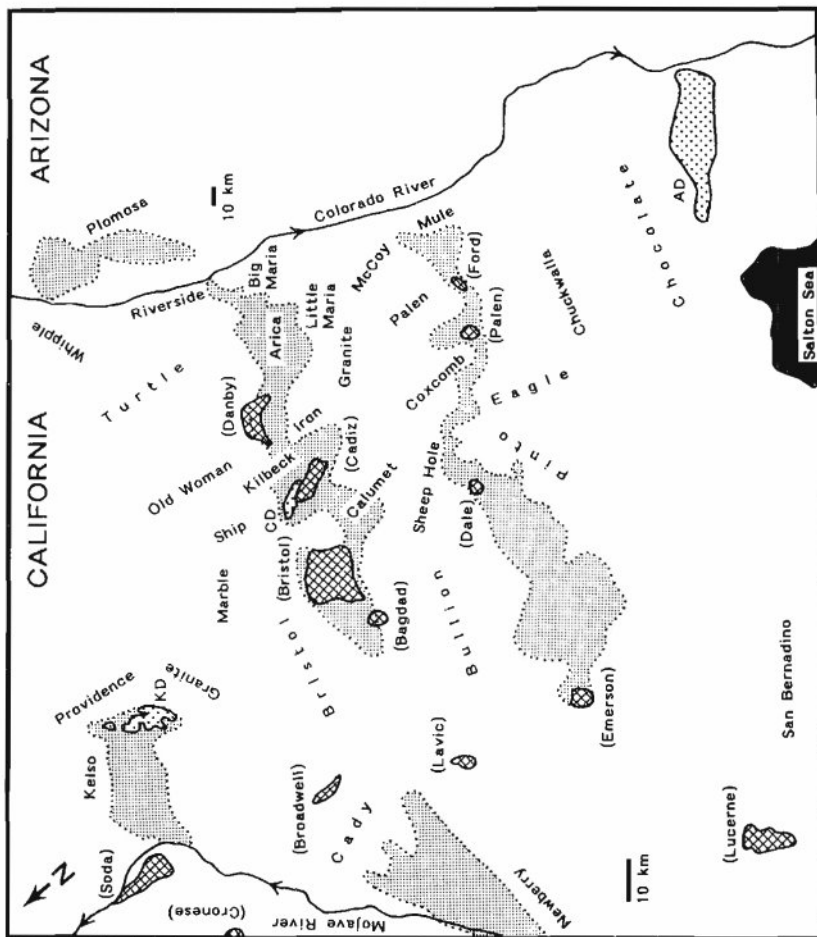 ARIZONA
CALIFORNIA
Plomosa
10 km
Colorado River
Whipple
Riverside
Big
Maria
Turtle
Arica
Little
Maria
McCoy
Mule
(Ford)
Palen
(Palen)
Chuckwalla
Chocolate
AD
Salton Sea
(Danby)
Granite
Iron
Coxcomb
Eagle
Pinto
Old Woman
Kilbeck
(Cadiz)
Calumet
Sheep Hole
(Dale)
Ship
CD
(Bristol)
Marble
(Bagdad)
Bristol
Bullion
(Emerson)
San Bernadino
Providence
Granite
KD
Kelso
(Lavic)
(Broadwell)
Cady
(Lucerne)
(Soda)
N
(Cronese)
Mojave River
Newberry
10 km